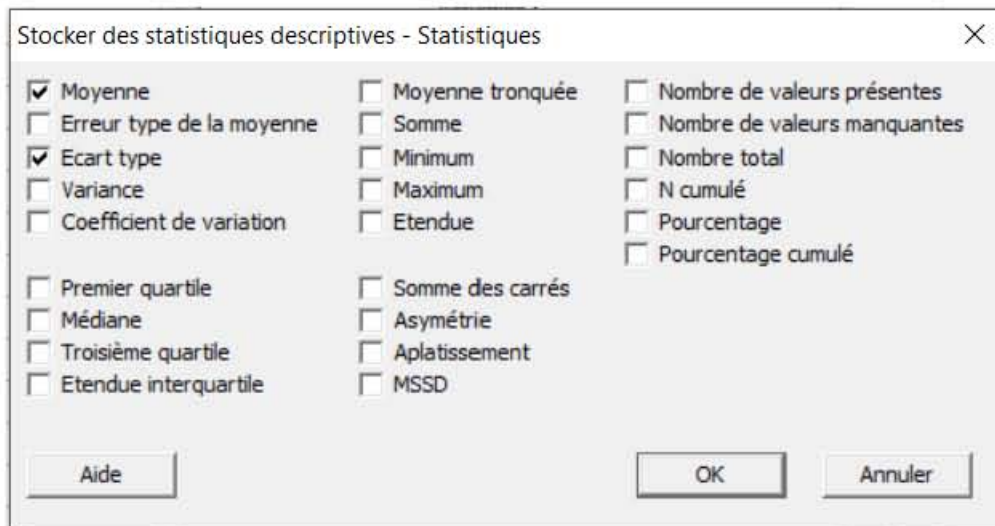 Stocker des statistiques descriptives - Statistiques
Moyenne
Erreur type de la moyenne
Ecart type
Variance
Coefficient de variation
Premier quartile
Médiane
Troisième quartile
Etendue interquartile
Moyenne tronquée
Somme
Minimum
Maximum
Etendue
Somme des carrés
Asymétrie
Aplatissement
MSSD
Nombre de valeurs présentes
Nombre de valeurs manquantes
Nombre total
N cumulé
Pourcentage
Pourcentage cumulé
Aide
OK
Annuler